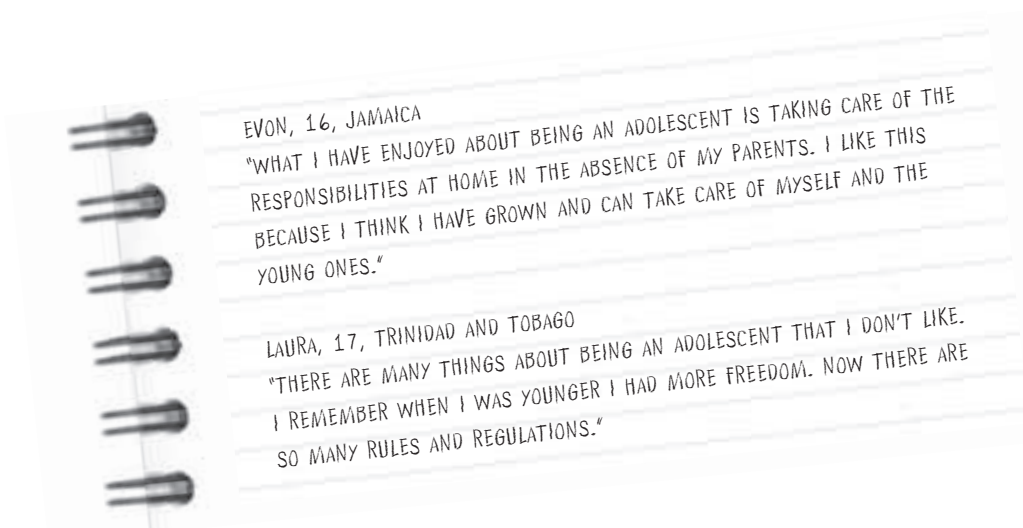 EVON, 16, JAMAICA
"WHAT I HAVE ENJOYED ABOUT BEING AN ADOLESCENT IS TAKING CARE OF THE
RESPONSIBILITIES AT HOME IN THE ABSENCE OF MY PARENTS. I LIKE THIS
BECAUSE I THINK I HAVE GROWN AND CAN TAKE CARE OF MYSELF AND THE
YOUNG ONES."
LAURA, 17, TRINIDAD AND TOBAGO
"THERE ARE MANY THINGS ABOUT BEING AN ADOLESCENT THAT I DON'T LIKE.
I REMEMBER WHEN I WAS YOUNGER I HAD MORE FREEDOM. NOW THERE ARE
SO MANY RULES AND REGULATIONS."